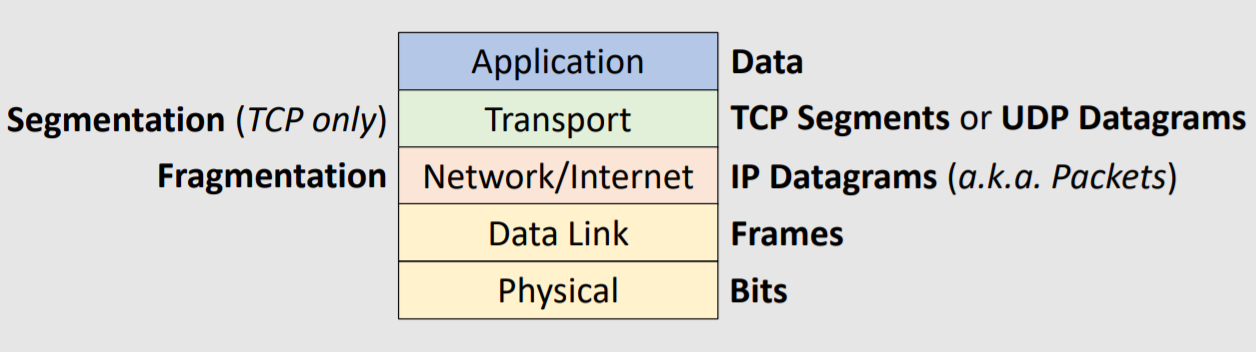 Application Data
Segmentation (TCP only) Transport TCP Segments or UDP Datagrams
Fragmentation Network/Internet IP Datagrams (a.k.a. Packets)
Data Link Frames
Physical Bits